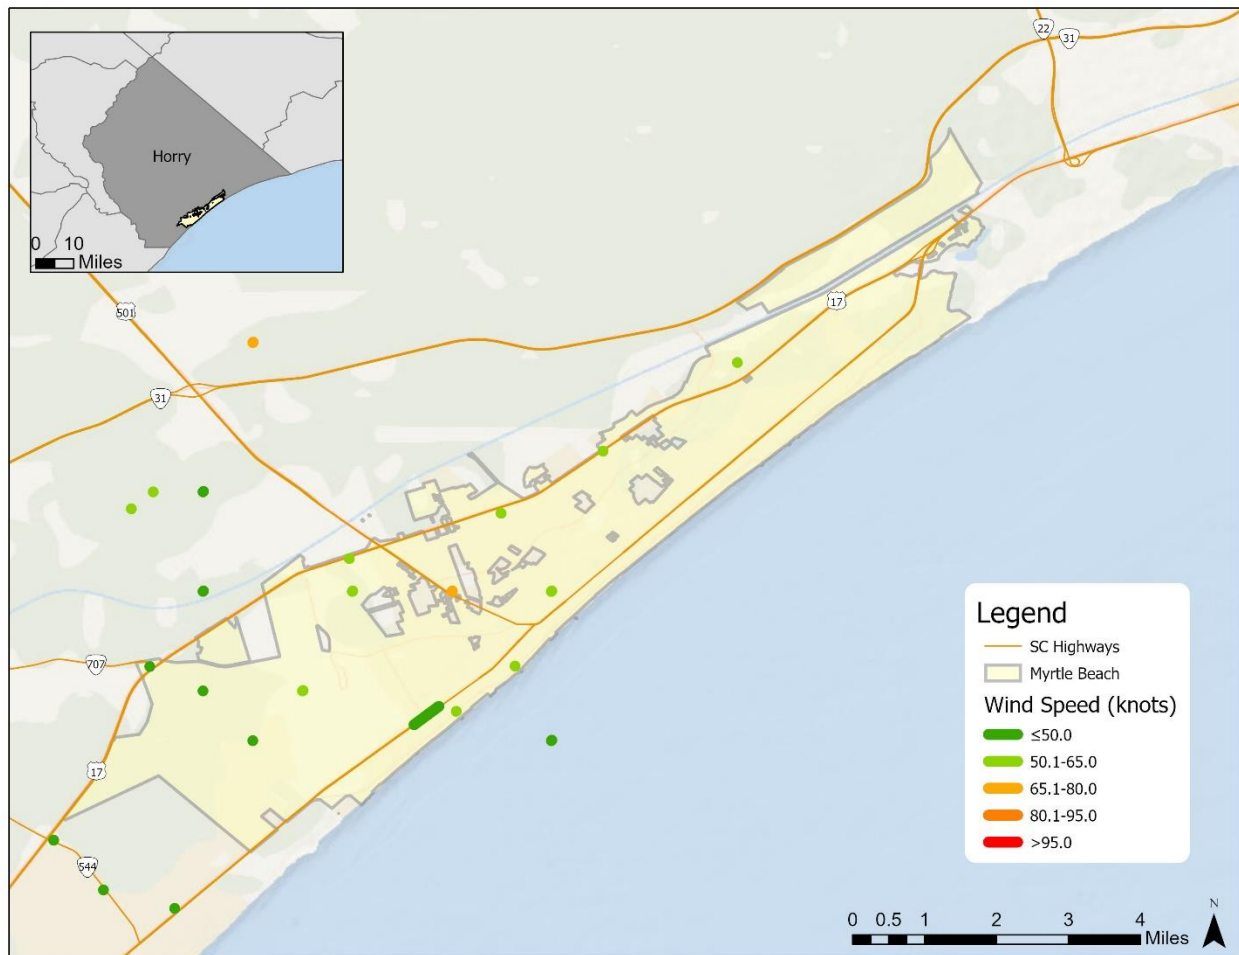 22
31
Horry
0 10
Miles
501
17
31
707
17
544
Legend
SC Highways
Myrtle Beach
Wind Speed (knots)
≤50.0
50.1-65.0
65.1-80.0
80.1-95.0
>95.0
N
0 0.5 1 2 3 4
Miles